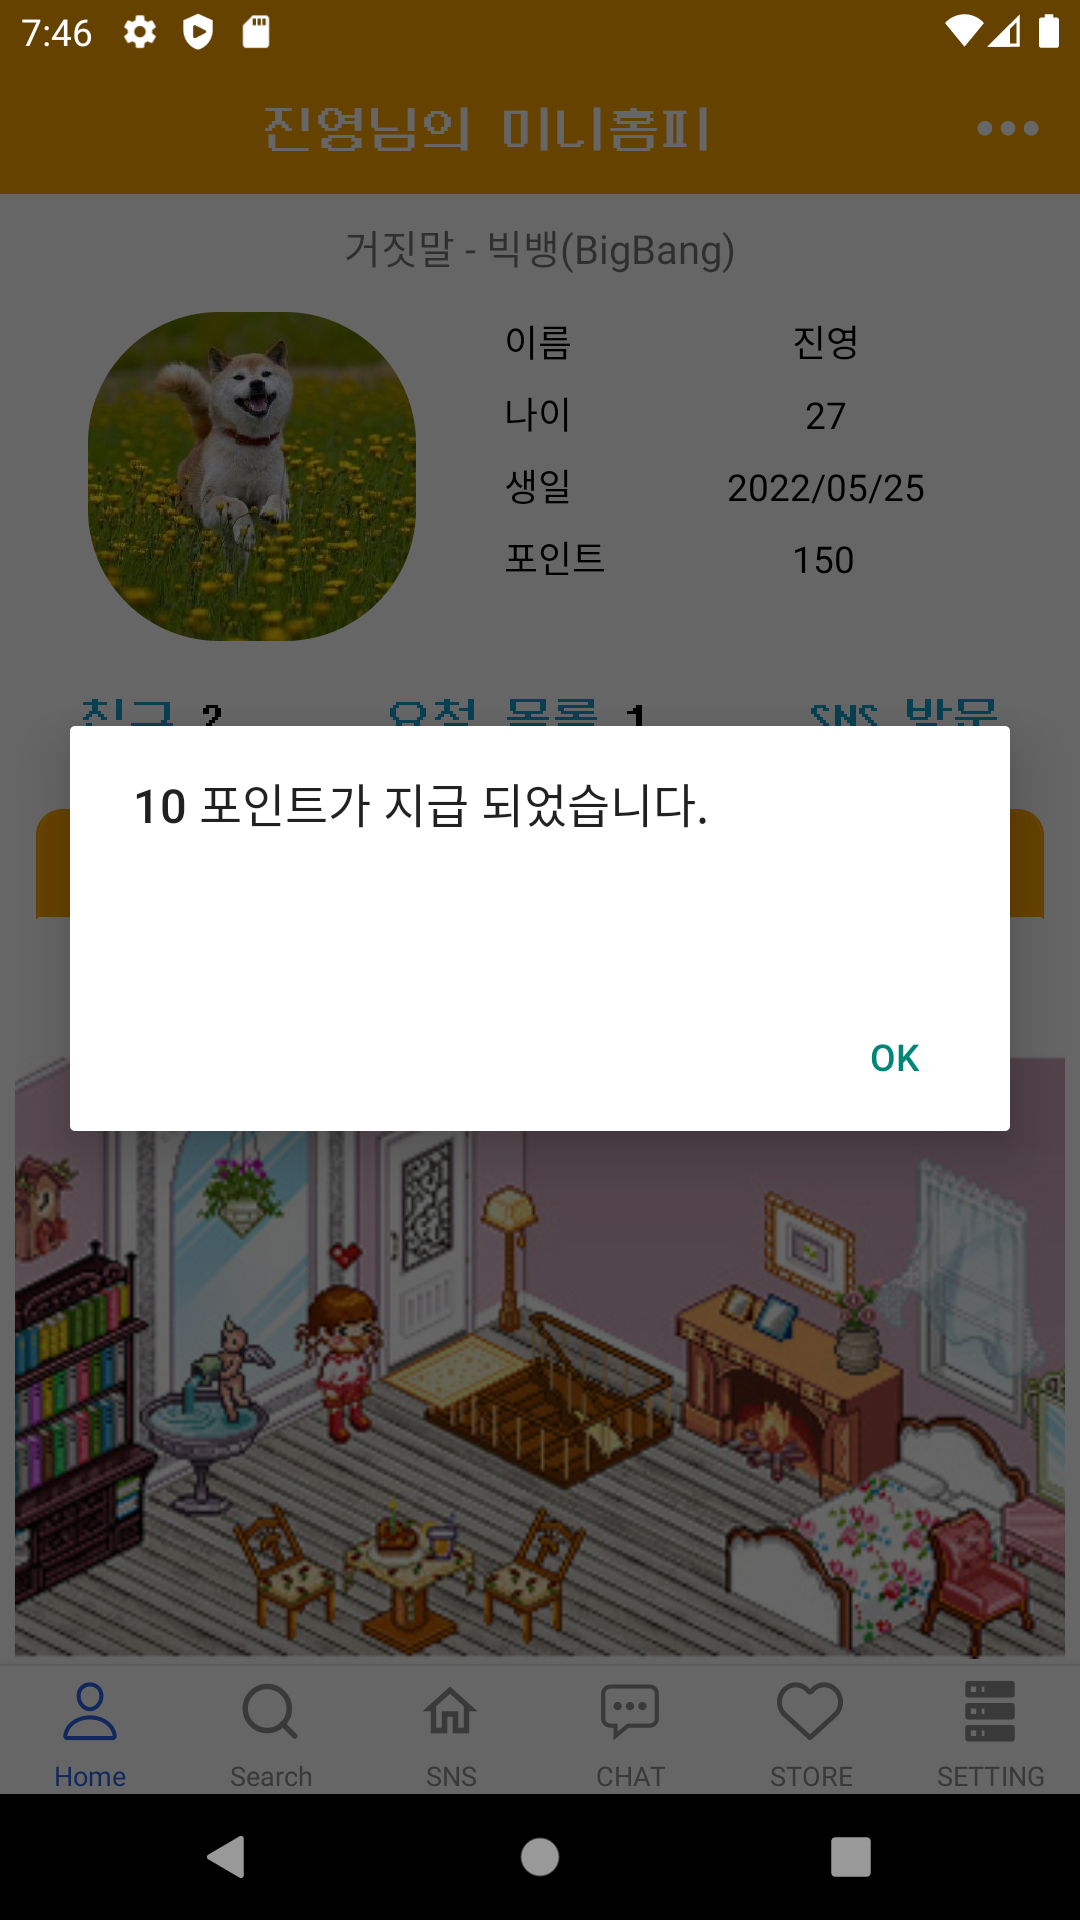 7:46
진영님의 미니홈피
거짓말 - 빅뱅(BigBang)
이름 진영
나이 27
생일 2022/05/25
포인트 150
친구 2 요청 목록 1 SNS 방문
10 포인트가 지급 되었습니다.
OK
Home Search SNS CHAT STORE SETTING